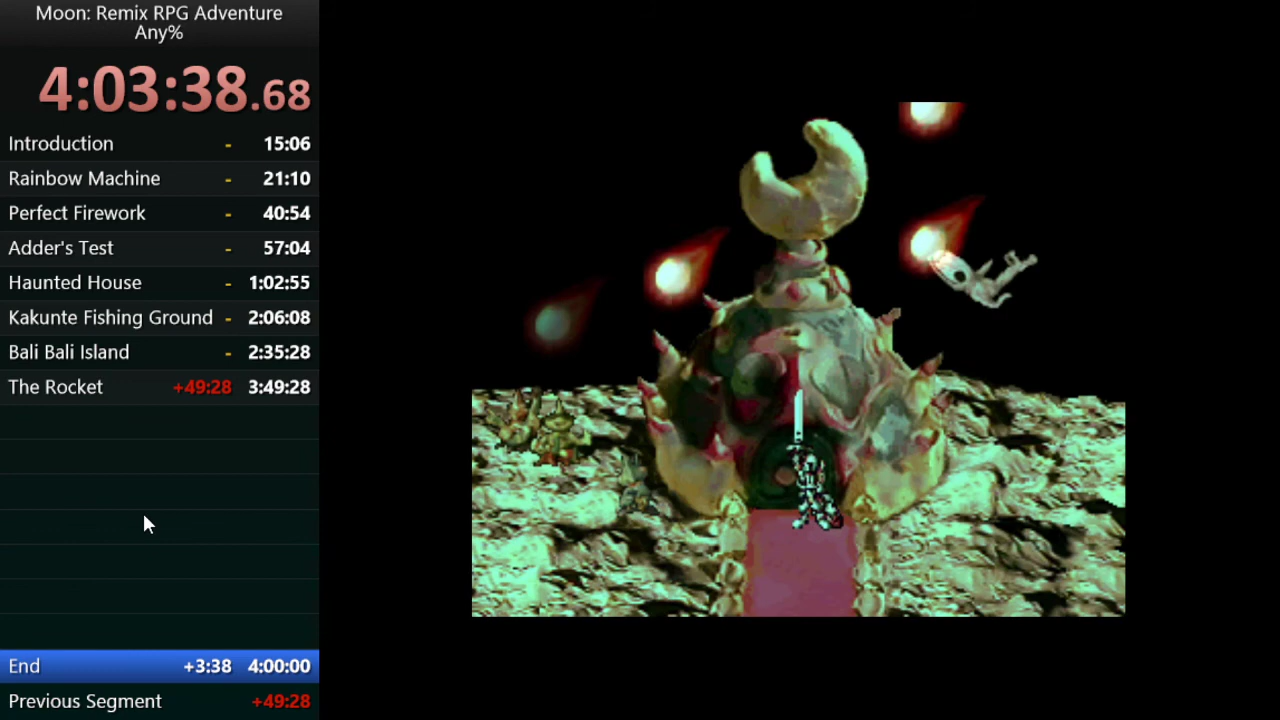 Moon: Remix RPG Adventure
Any%
4:03:38.68
Introduction - 15:06
Rainbow Machine - 21:10
Perfect Firework - 40:54
Adder's Test - 57:04
Haunted House - 1:02:55
Kakunte Fishing Ground - 2:06:08
Bali Bali Island - 2:35:28
The Rocket +49:28 3:49:28
End +3:38 4:00:00
Previous Segment +49:28